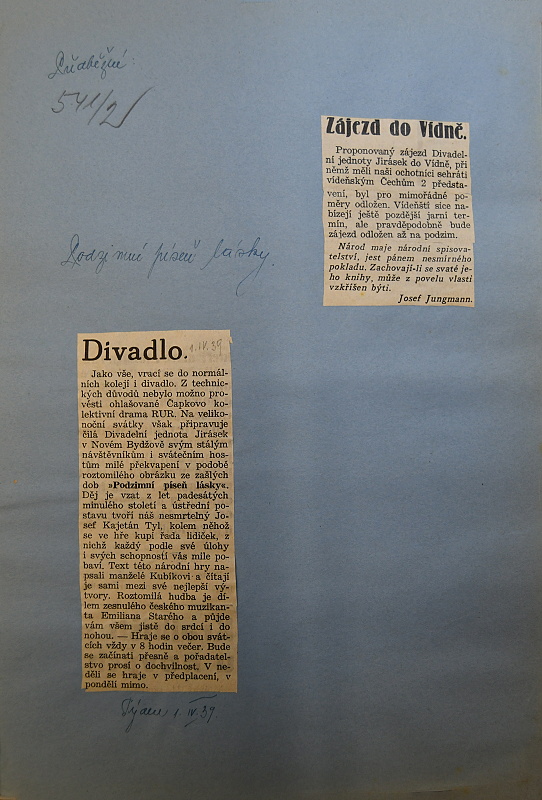 541/2
Zájezd do Vídně.
Proponovaný zájezd Divadel-
ní jednoty Jirásek do Vídně, při
němž měli naši ochotníci sehráti
vídeňským Čechům 2 představ-
vení, byl pro mimořádné po-
měry odložen. Vídeňští sice na-
bízejí ještě pozdější jarní ter-
mín, ale pravděpodobně bude
zájezd odložen až na podzim.
Národ maje národní spisova-
telství, jest pánem nesmírného
pokladu. Zachovají-li se svaté je-
ho knihy, může z povelu vlasti
vzkříšen býti.
Josef Jungmann.
Podzimní píseň lásky.
Divadlo. 1.IV.39
Jako vše, vrací se do normál-
ních kolejí i divadlo. Z technic-
kých důvodů nebylo možno pro-
vésti ohlašované Čapkovo ko-
lektivní drama RUR. Na veliko-
noční svátky však připravuje
čilá Divadelní jednota Jirásek
v Novém Bydžově svým stálým
návštěvníkům i svátečním hos-
tům milé překvapení v podobě
roztomilého obrázku ze zašlých
dob »Podzimní píseň lásky«.
Děj je vzat z let padesátých
minulého století a ústřední po-
stavu tvoří náš nesmrtelný Jo-
sef Kajetán Tyl, kolem něhož
se ve hře kupí řada lidiček, z
nichž každý podle své úlohy
i svých schopností vás mile po-
baví. Text této národní hry na-
psali manželé Kubíkovi a čítají
je sami mezi své nejlepší vý-
tvory. Roztomilá hudba je dí-
lem zesnulého českého muzikan-
ta Emiliana Starého a půjde
vám všem jistě do srdcí i do
nohou. — Hraje se o obou svát-
cích vždy v 8 hodin večer. Bude
se začínati přesně a pořadatel-
stvo prosí o dochvilnost. V ne-
děli se hraje v předplacení, v
pondělí mimo.
1. IV. 39.